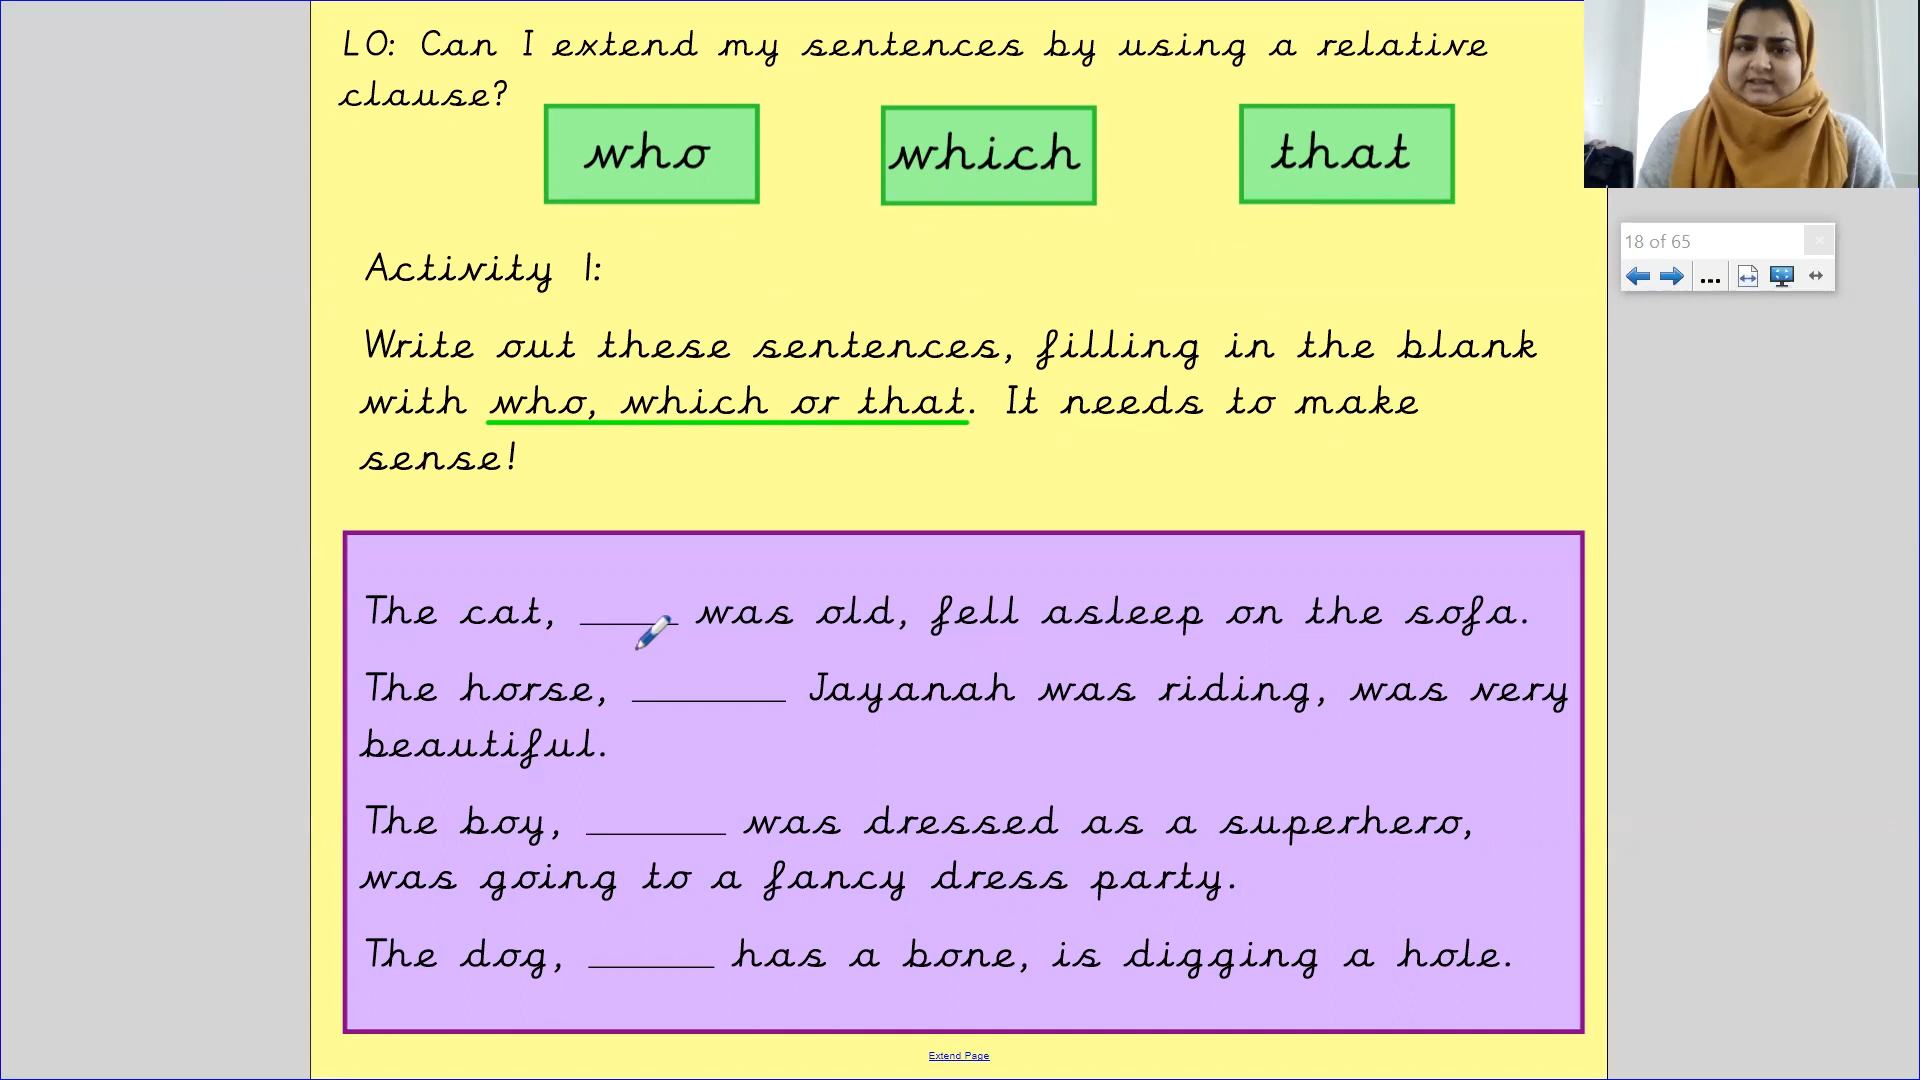 LO: Can I extend my sentences by using a relative
clause?
who which that
Activity 1:
Write out these sentences, filling in the blank
with who, which or that. It needs to make
sense!
The cat, _____ was old, fell asleep on the sofa.
The horse, ________ Jayanah was riding, was very
beautiful.
The boy, _______ was dressed as a superhero,
was going to a fancy dress party.
The dog, ______ has a bone, is digging a hole.
Extend Page
18 of 65